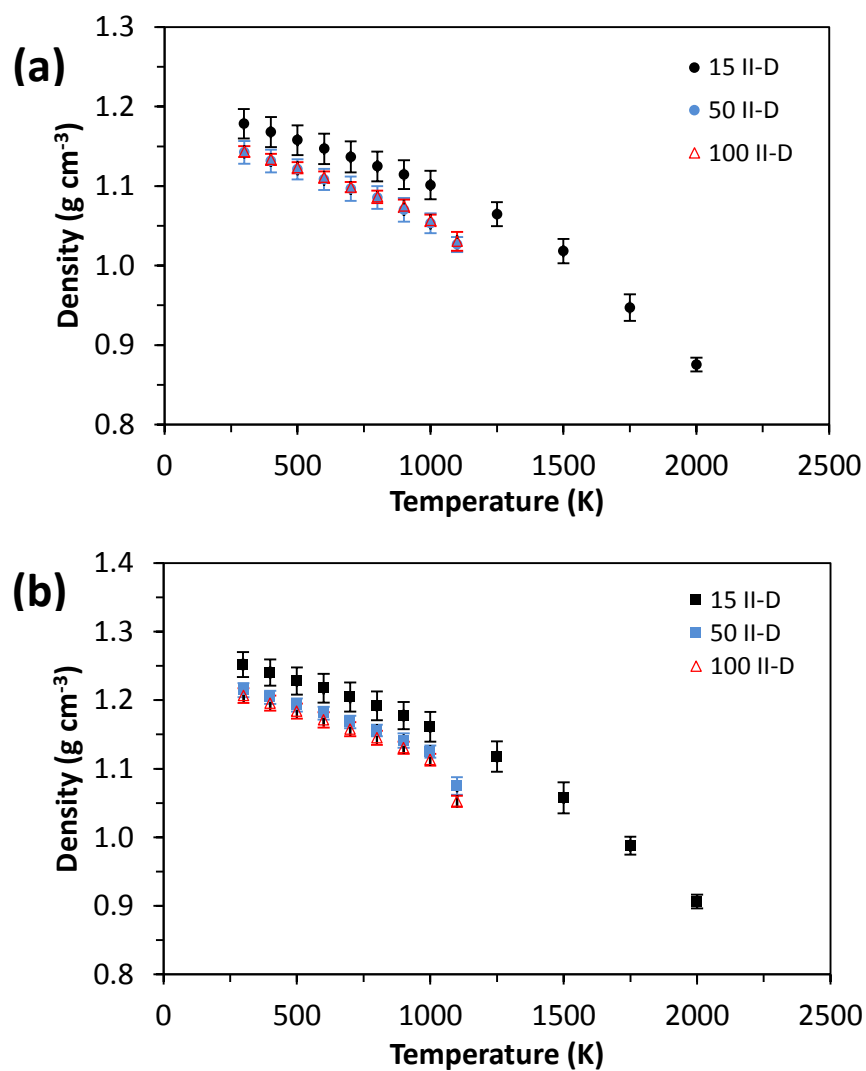 (a)
1.3
1.2
1.1
1.0
0.9
0.8
Density (g cm⁻³)
15 II-D
50 II-D
100 II-D
0 500 1000 1500 2000 2500
Temperature (K)
(b)
1.4
1.3
1.2
1.1
1.0
0.9
0.8
Density (g cm⁻³)
15 II-D
50 II-D
100 II-D
0 500 1000 1500 2000 2500
Temperature (K)